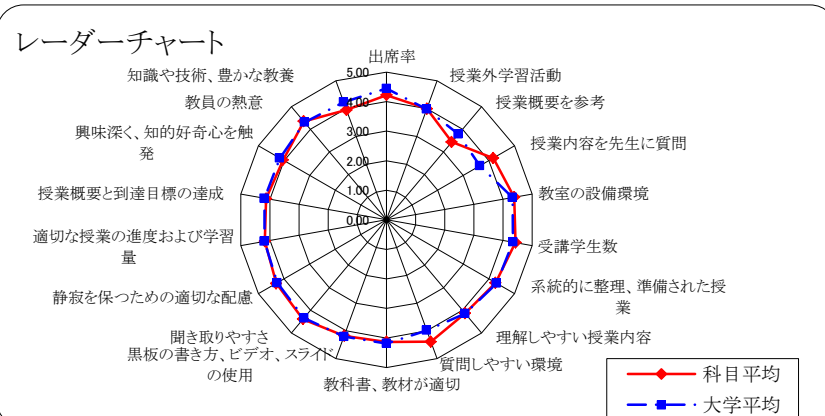 レーダーチャート
出席率
授業外学習活動
授業概要を参考
授業内容を先生に質問
教室の設備環境
受講学生数
系統的に整理、準備された授
業
理解しやすい授業内容
質問しやすい環境
教科書、教材が適切
黒板の書き方、ビデオ、スライド
の使用
聞き取りやすさ
静寂を保つための適切な配慮
適切な授業の進度および学習
量
授業概要と到達目標の達成
興味深く、知的好奇心を触
発
教員の熱意
知識や技術、豊かな教養
5.00
4.00
3.00
2.00
1.00
0.00
科目平均
大学平均